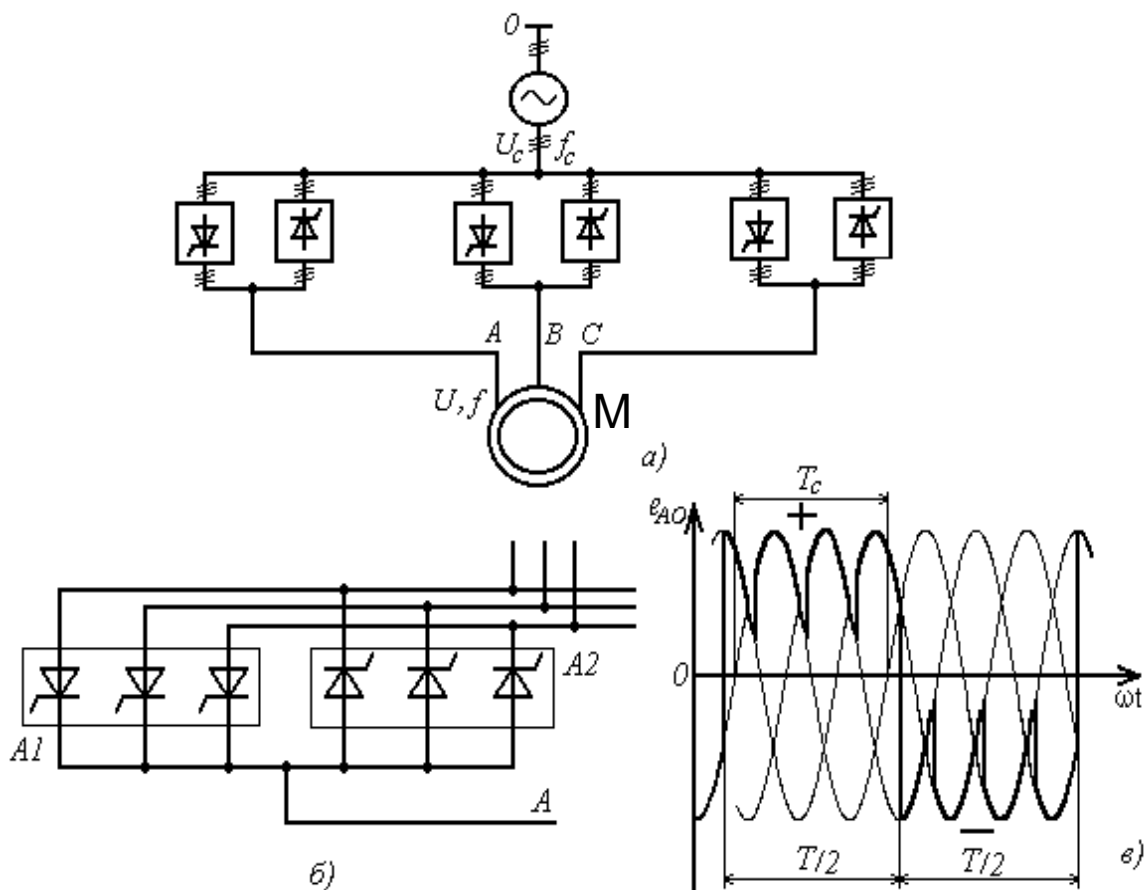 0
U_c f_c
A B C
U, f
M
а)
T_c
e_AO
+
A2
0
ωt
A1
A
−
T/2 T/2
б)
в)